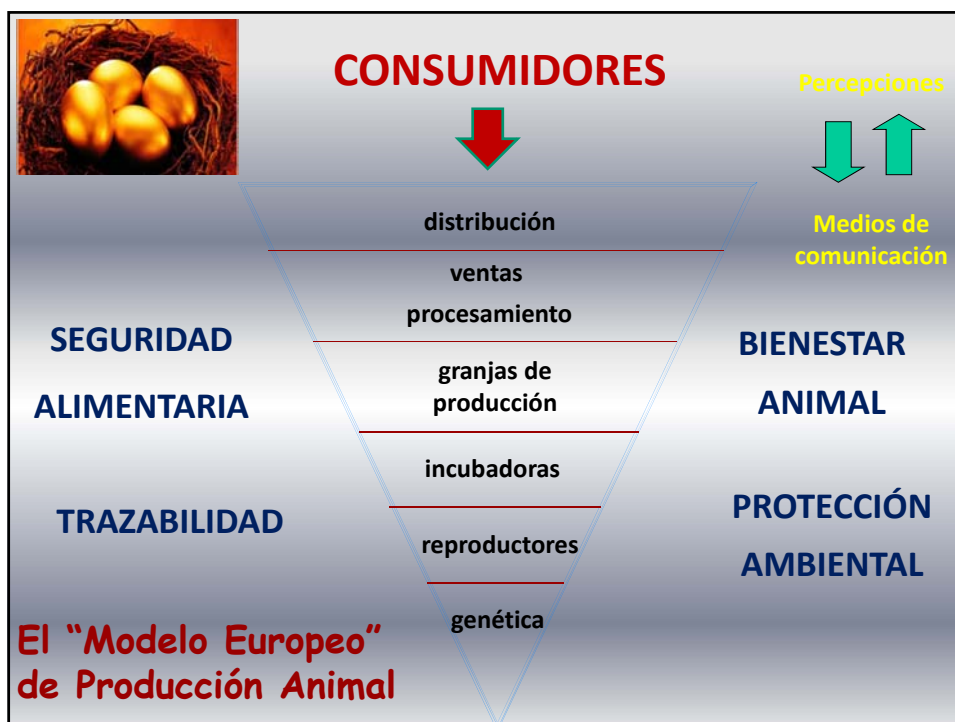 CONSUMIDORES
Percepciones
Medios de
comunicación
distribución
ventas
procesamiento
granjas de
producción
incubadoras
reproductores
genética
SEGURIDAD
ALIMENTARIA
TRAZABILIDAD
BIENESTAR
ANIMAL
PROTECCIÓN
AMBIENTAL
El “Modelo Europeo”
de Producción Animal